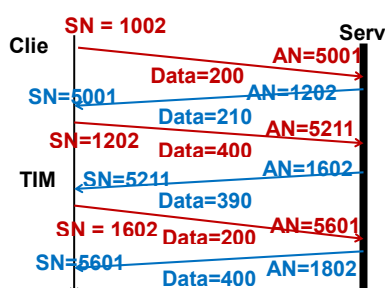 SN = 1002
Clie
Serv
AN=5001
Data=200
SN=5001
AN=1202
Data=210
SN=1202
AN=5211
Data=400
AN=1602
TIM
SN=5211
Data=390
SN = 1602
AN=5601
Data=200
SN=5601
AN=1802
Data=400